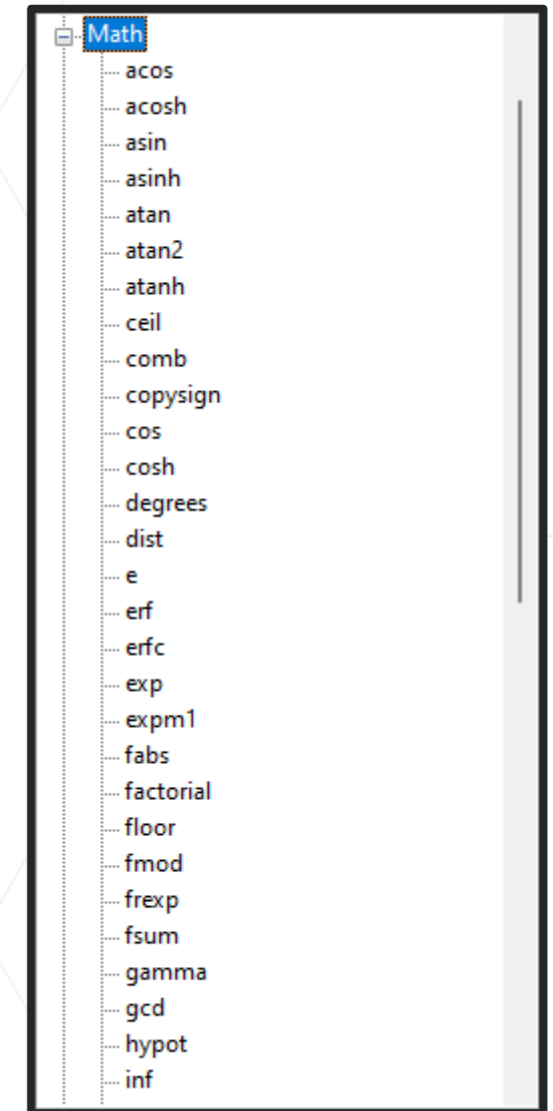 Math
acos
acosh
asin
asinh
atan
atan2
atanh
ceil
comb
copysign
cos
cosh
degrees
dist
e
erf
erfc
exp
expm1
fabs
factorial
floor
fmod
frexp
fsum
gamma
gcd
hypot
inf